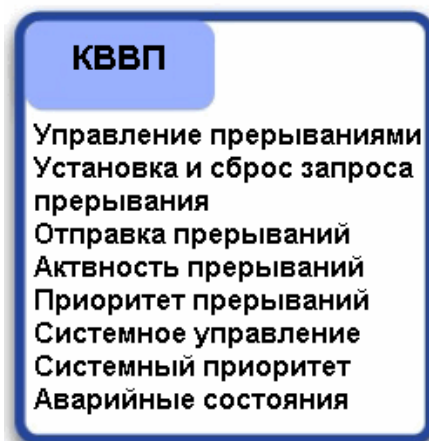 КВВП
Управление прерываниями
Установка и сброс запроса
прерывания
Отправка прерываний
Актвность прерываний
Приоритет прерываний
Системное управление
Системный приоритет
Аварийные состояния